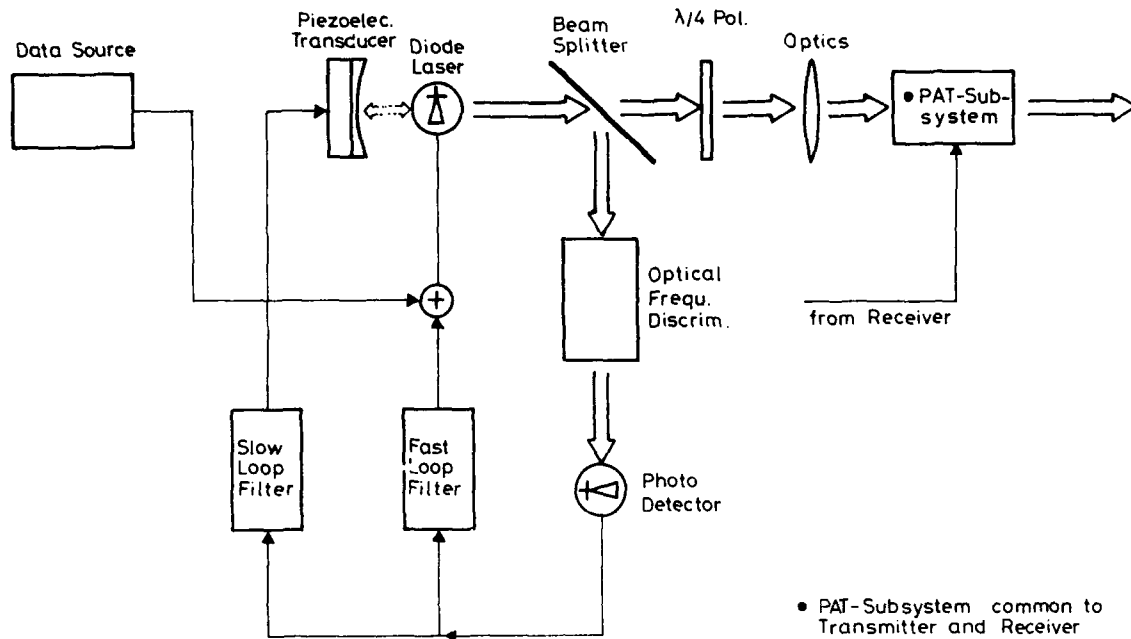 Data Source
Piezoelec.
Transducer
Diode
Laser
Beam
Splitter
λ/4 Pol.
Optics
• PAT-Sub-
system
+
Optical
Frequ.
Discrim.
from Receiver
Slow
Loop
Filter
Fast
Loop
Filter
Photo
Detector
• PAT-Subsystem common to
Transmitter and Receiver